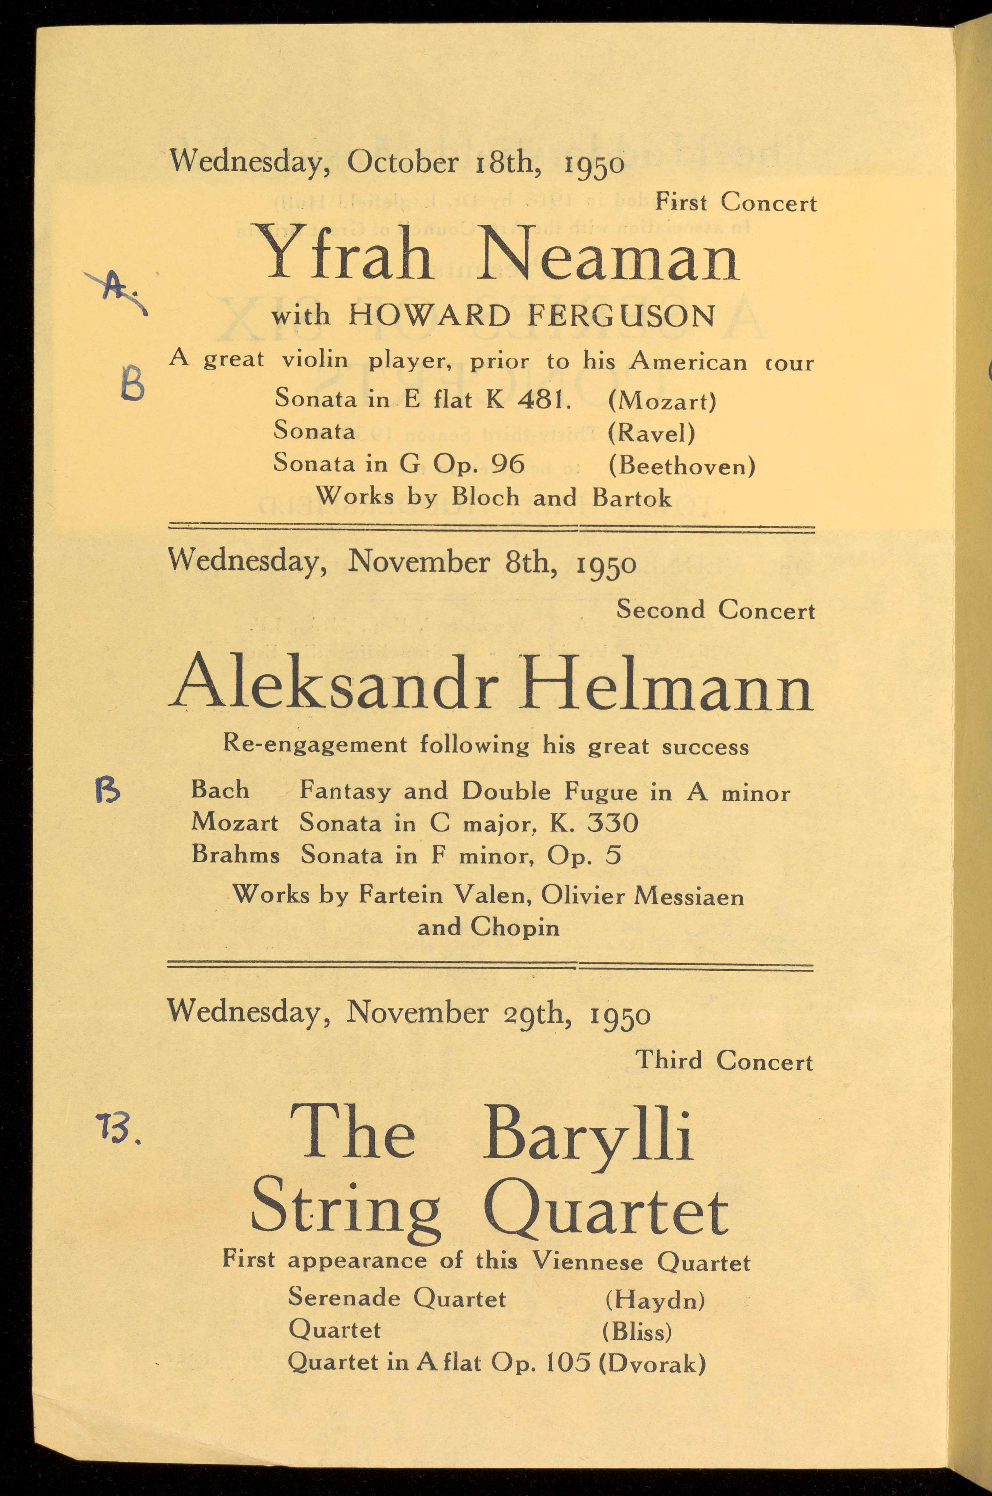 Wednesday, October 18th, 1950
First Concert
Yfrah Neaman
A.
with HOWARD FERGUSON
A great violin player, prior to his American tour
B
Sonata in E flat K 481. (Mozart)
Sonata (Ravel)
Sonata in G Op. 96 (Beethoven)
Works by Bloch and Bartok
Wednesday, November 8th, 1950
Second Concert
Aleksandr Helmann
Re-engagement following his great success
B
Bach Fantasy and Double Fugue in A minor
Mozart Sonata in C major, K. 330
Brahms Sonata in F minor, Op. 5
Works by Fartein Valen, Olivier Messiaen
and Chopin
Wednesday, November 29th, 1950
Third Concert
B.
The Barylli
String Quartet
First appearance of this Viennese Quartet
Serenade Quartet (Haydn)
Quartet (Bliss)
Quartet in A flat Op. 105 (Dvorak)